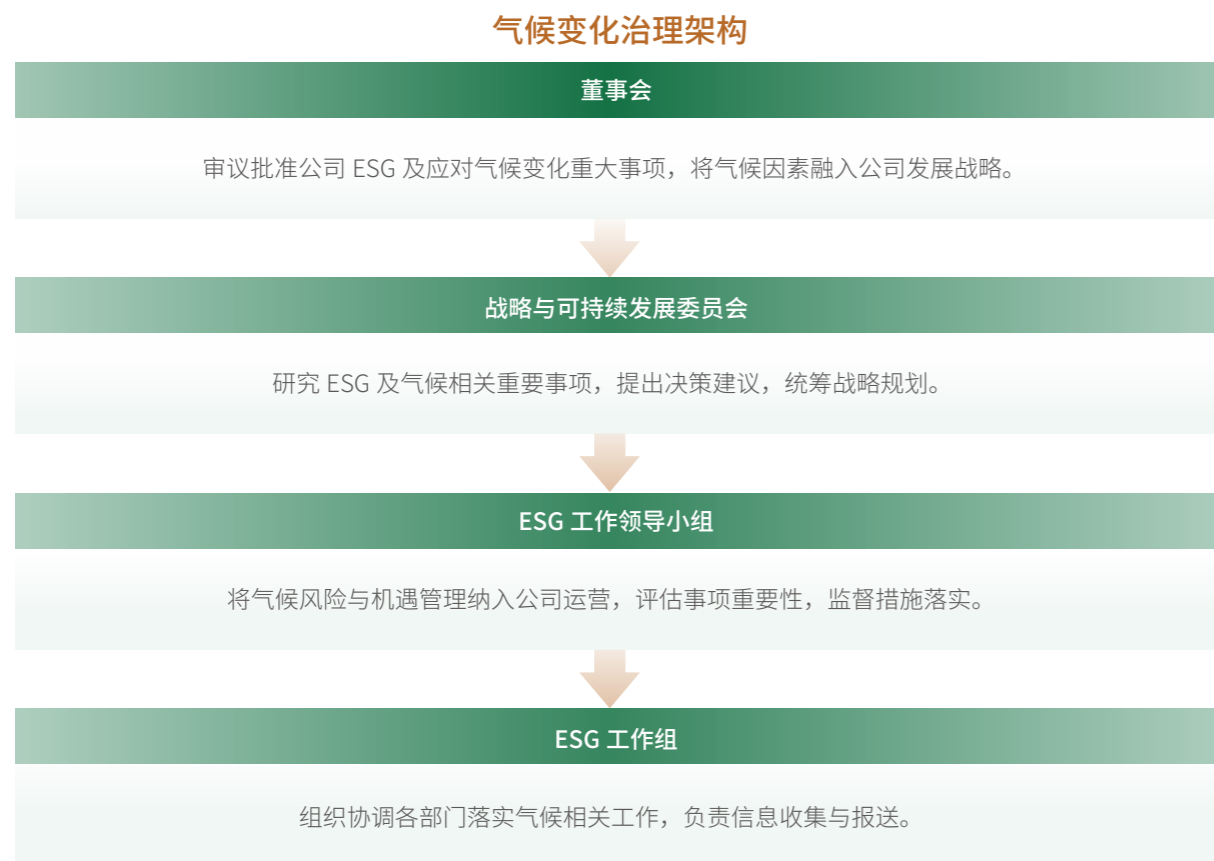 气候变化治理架构
董事会
审议批准公司 ESG 及应对气候变化重大事项，将气候因素融入公司发展战略。
战略与可持续发展委员会
研究 ESG 及气候相关重要事项，提出决策建议，统筹战略规划。
ESG 工作领导小组
将气候风险与机遇管理纳入公司运营，评估事项重要性，监督措施落实。
ESG 工作组
组织协调各部门落实气候相关工作，负责信息收集与报送。